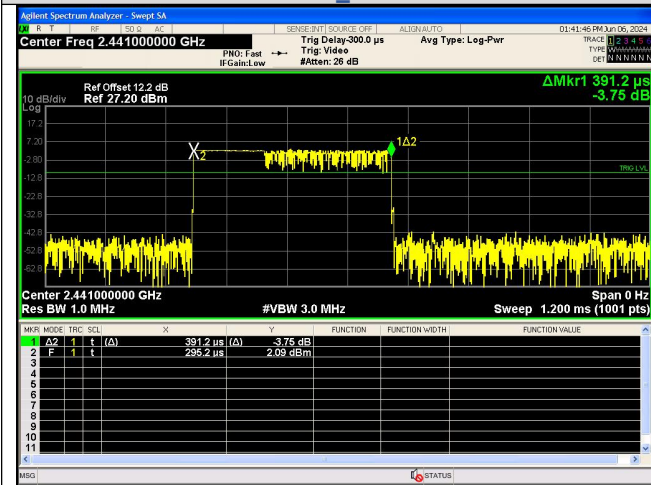 Agilent Spectrum Analyzer - Swept SA
R T RF 50 Ω AC SENSE:INT SOURCE OFF ALIGN AUTO 01:41:46 PM Jun 06, 2024
Center Freq 2.441000000 GHz
PNO: Fast
IFGain:Low
Trig Delay-300.0 µs
Trig: Video
#Atten: 26 dB
Avg Type: Log-Pwr
TRACE 1 2 3 4 5 6
TYPE
DET N N N N N N
ΔMkr1 391.2 µs
-3.75 dB
Ref Offset 12.2 dB
10 dB/div Ref 27.20 dBm
Log
17.2
7.20
-2.80
-12.8
-22.8
-32.8
-42.8
-52.8
-62.8
X2
1Δ2
TRIG LVL
Center 2.441000000 GHz Span 0 Hz
Res BW 1.0 MHz #VBW 3.0 MHz Sweep 1.200 ms (1001 pts)
MKR MODE TRC SCL X Y FUNCTION FUNCTION WIDTH FUNCTION VALUE
1 Δ2 1 t (Δ) 391.2 µs (Δ) -3.75 dB
2 F 1 t 295.2 µs 2.09 dBm
3
4
5
6
7
8
9
10
11
MSG STATUS